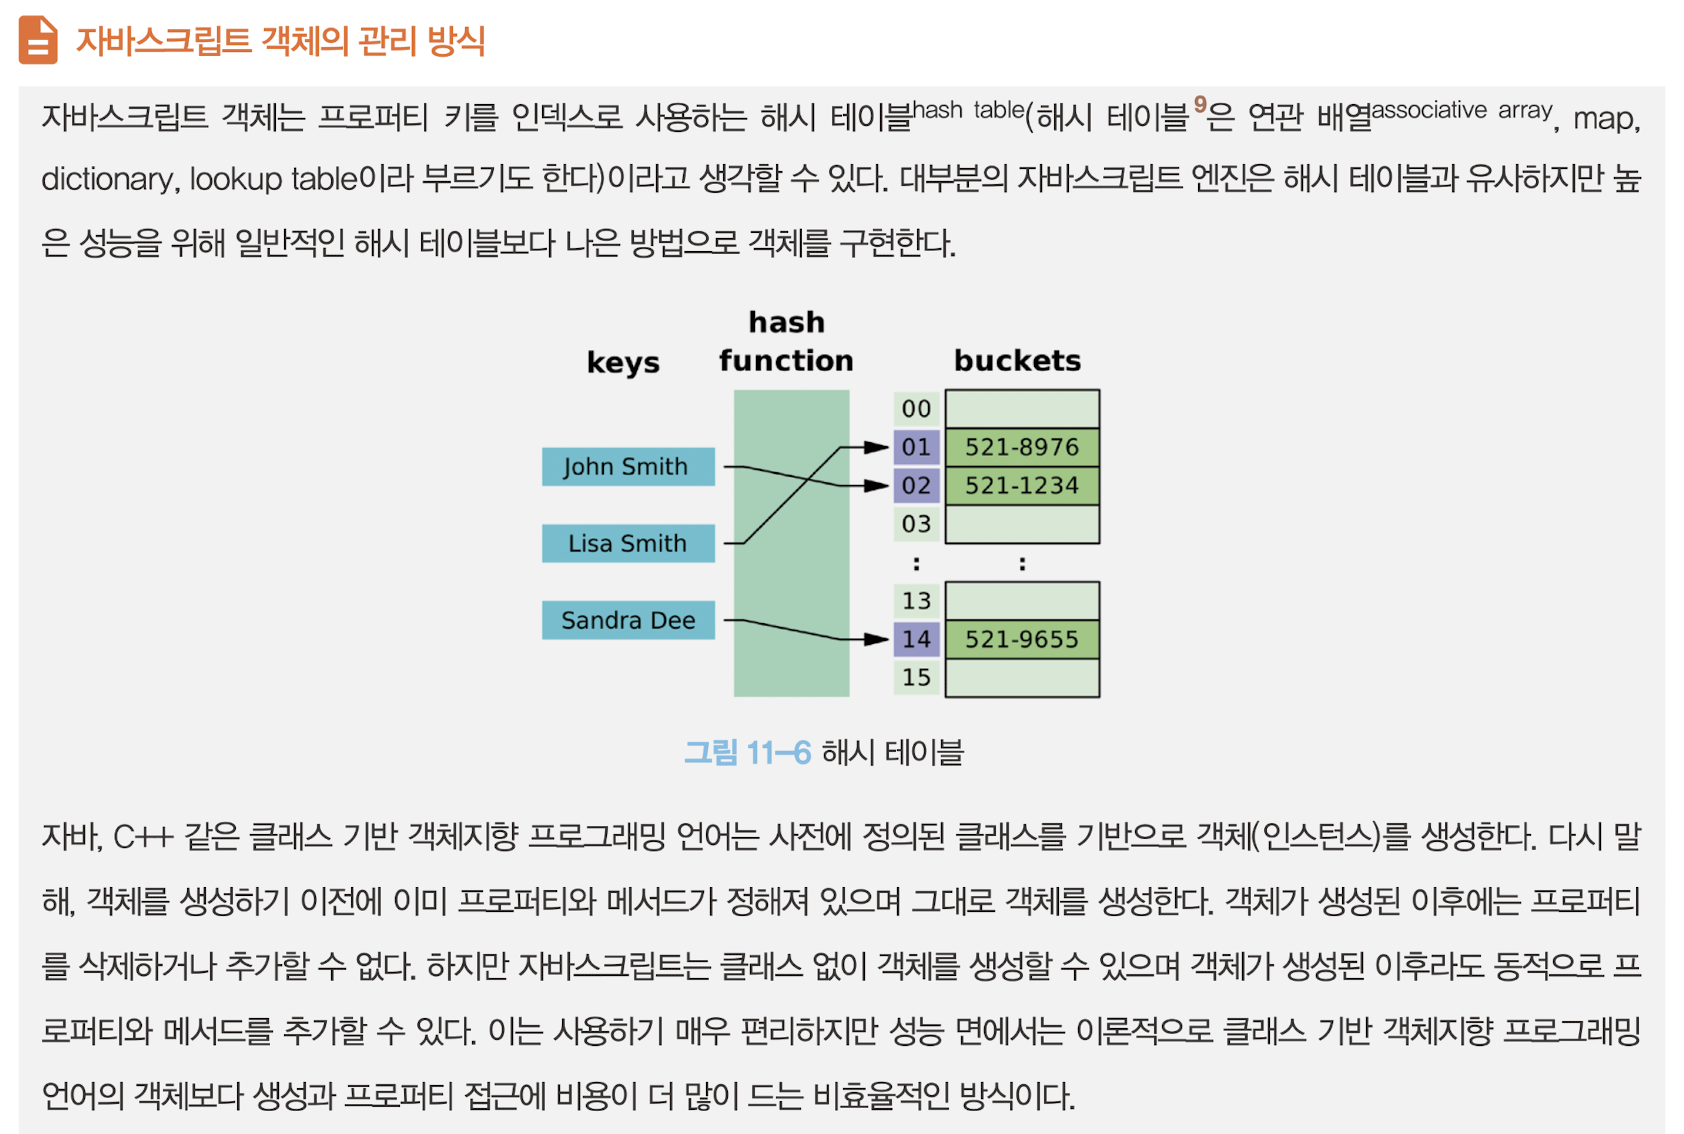 자바스크립트 객체의 관리 방식
자바스크립트 객체는 프로퍼티 키를 인덱스로 사용하는 해시 테이블hash table(해시 테이블9은 연관 배열associative array, map,
dictionary, lookup table이라 부르기도 한다)이라고 생각할 수 있다. 대부분의 자바스크립트 엔진은 해시 테이블과 유사하지만 높
은 성능을 위해 일반적인 해시 테이블보다 나은 방법으로 객체를 구현한다.
keys
hash
function
buckets
John Smith
Lisa Smith
Sandra Dee
00
01 521-8976
02 521-1234
03
: :
13
14 521-9655
15
그림 11-6 해시 테이블
자바, C++ 같은 클래스 기반 객체지향 프로그래밍 언어는 사전에 정의된 클래스를 기반으로 객체(인스턴스)를 생성한다. 다시 말
해, 객체를 생성하기 이전에 이미 프로퍼티와 메서드가 정해져 있으며 그대로 객체를 생성한다. 객체가 생성된 이후에는 프로퍼티
를 삭제하거나 추가할 수 없다. 하지만 자바스크립트는 클래스 없이 객체를 생성할 수 있으며 객체가 생성된 이후라도 동적으로 프
로퍼티와 메서드를 추가할 수 있다. 이는 사용하기 매우 편리하지만 성능 면에서는 이론적으로 클래스 기반 객체지향 프로그래밍
언어의 객체보다 생성과 프로퍼티 접근에 비용이 더 많이 드는 비효율적인 방식이다.